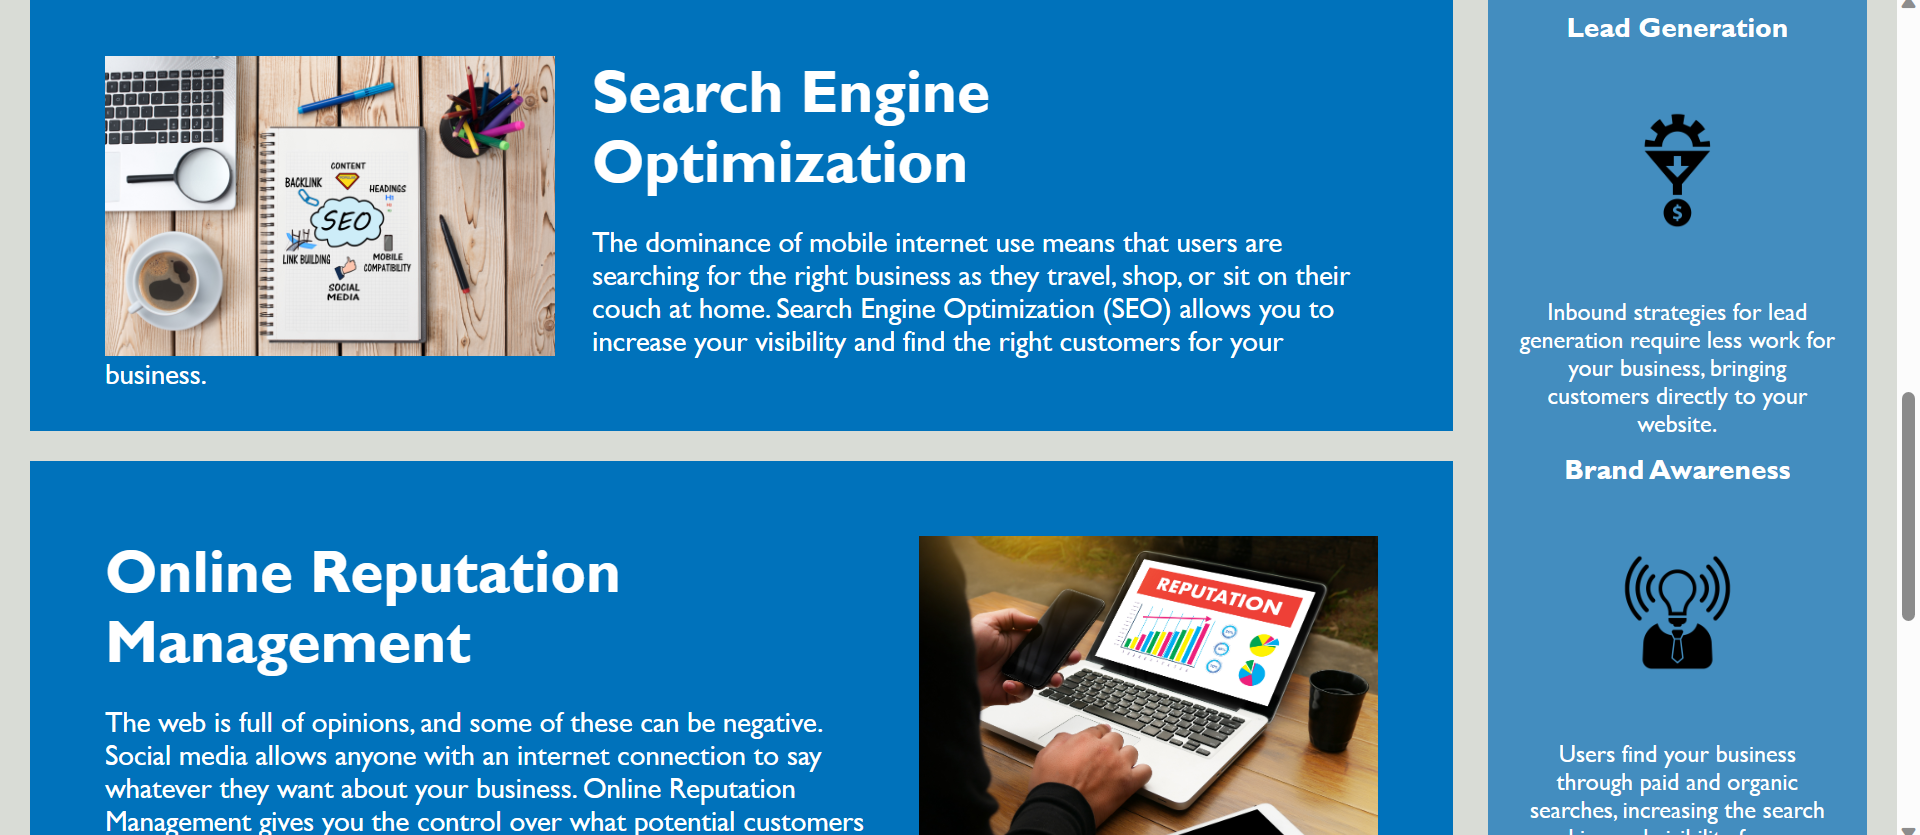 Search Engine
Optimization
The dominance of mobile internet use means that users are
searching for the right business as they travel, shop, or sit on their
couch at home. Search Engine Optimization (SEO) allows you to
increase your visibility and find the right customers for your
business.
CONTENT
BACKLINK
HEADINGS
H1
SEO
LINK BUILDING
MOBILE
COMPATIBILITY
SOCIAL
MEDIA
Online Reputation
Management
The web is full of opinions, and some of these can be negative.
Social media allows anyone with an internet connection to say
whatever they want about your business. Online Reputation
Management gives you the control over what potential customers
REPUTATION
Lead Generation
$
Inbound strategies for lead
generation require less work for
your business, bringing
customers directly to your
website.
Brand Awareness
Users find your business
through paid and organic
searches, increasing the search